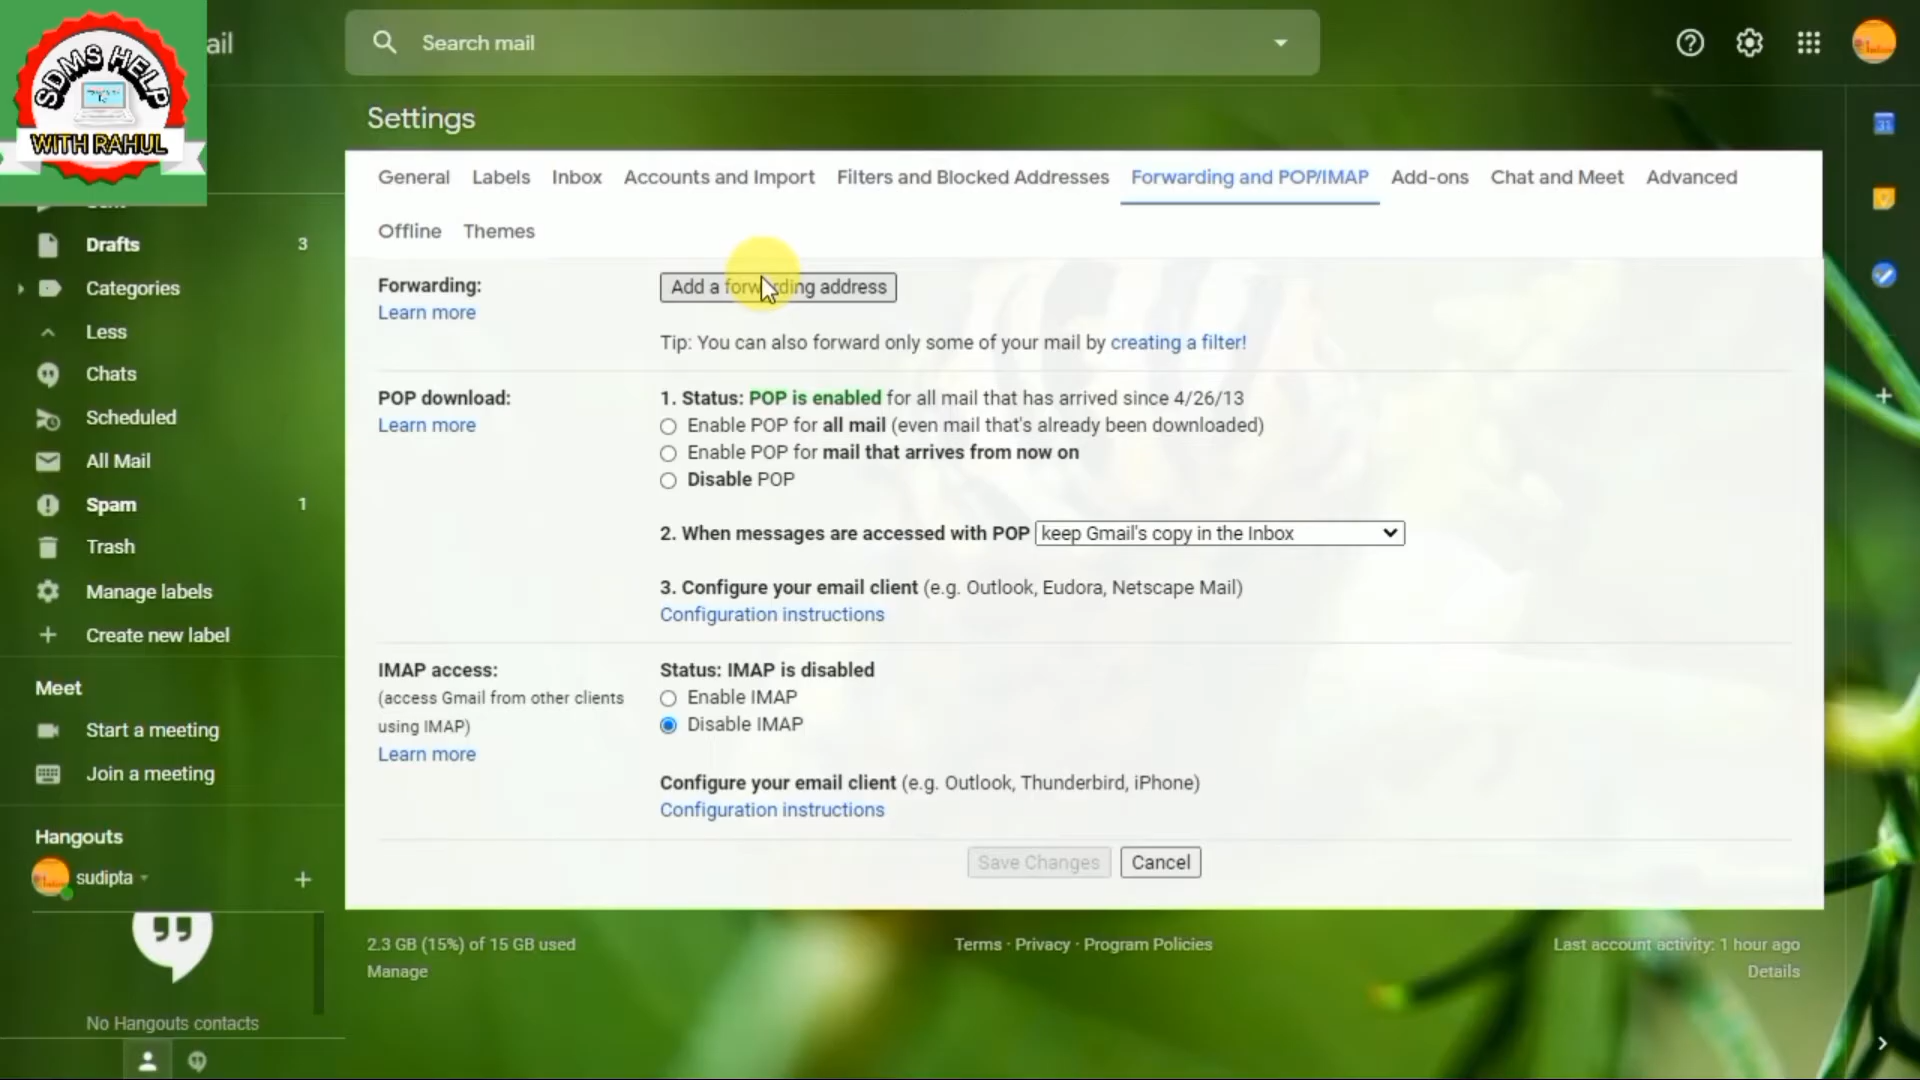 SDMS HELP
WITH RAHUL
ail
Search mail
Settings
General Labels Inbox Accounts and Import Filters and Blocked Addresses Forwarding and POP/IMAP Add-ons Chat and Meet Advanced
Offline Themes
Drafts 3
Categories
Less
Chats
Scheduled
All Mail
Spam 1
Trash
Manage labels
Create new label
Meet
Start a meeting
Join a meeting
Hangouts
sudipta
No Hangouts contacts
Forwarding:
Learn more
Add a forwarding address
Tip: You can also forward only some of your mail by creating a filter!
POP download:
Learn more
1. Status: POP is enabled for all mail that has arrived since 4/26/13
Enable POP for all mail (even mail that's already been downloaded)
Enable POP for mail that arrives from now on
Disable POP
2. When messages are accessed with POP keep Gmail's copy in the Inbox
3. Configure your email client (e.g. Outlook, Eudora, Netscape Mail)
Configuration instructions
IMAP access:
(access Gmail from other clients
using IMAP)
Learn more
Status: IMAP is disabled
Enable IMAP
Disable IMAP
Configure your email client (e.g. Outlook, Thunderbird, iPhone)
Configuration instructions
Save Changes Cancel
2.3 GB (15%) of 15 GB used
Manage
Terms · Privacy · Program Policies
Last account activity: 1 hour ago
Details
31